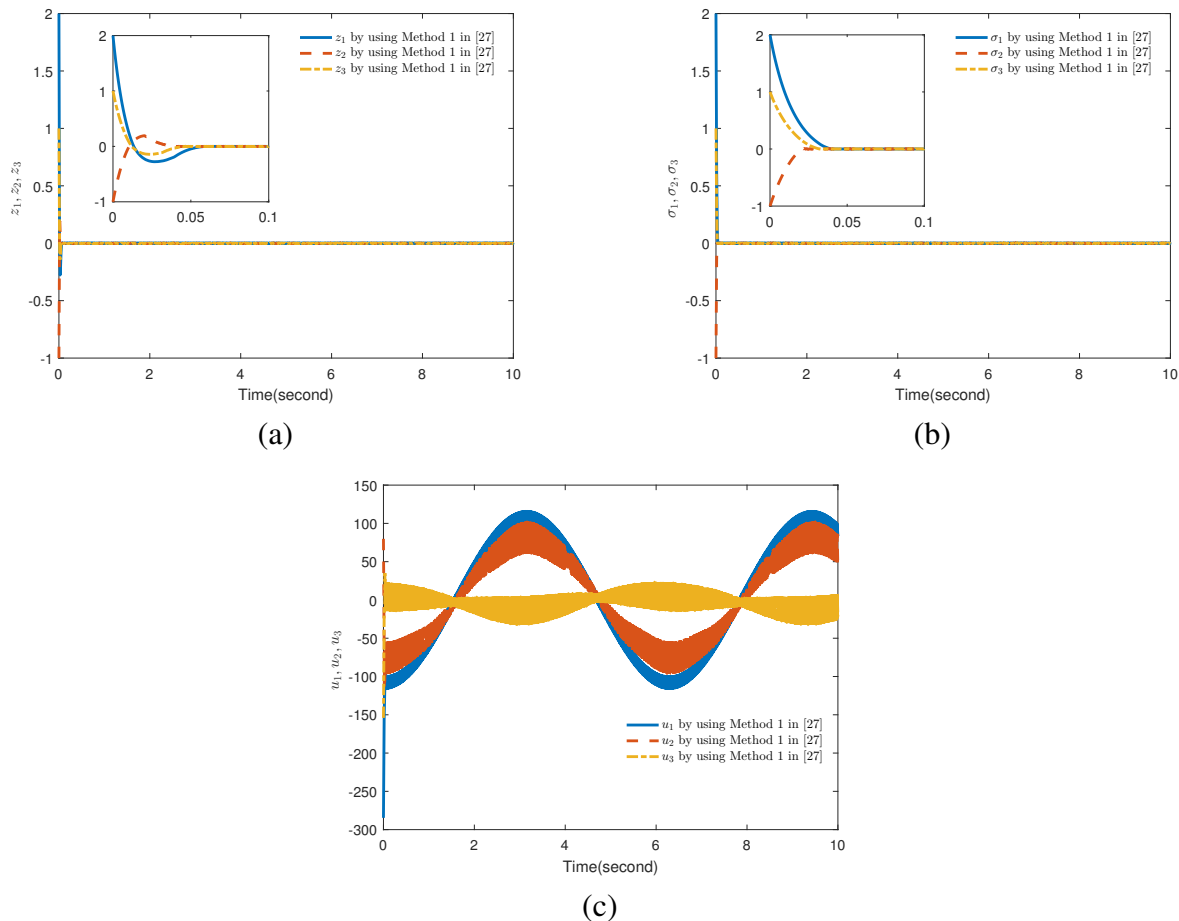 2
1.5
1
0.5
0
-0.5
-1
z1, z2, z3
2
1
0
-1
0
0.05
0.1
z1 by using Method 1 in [27]
z2 by using Method 1 in [27]
z3 by using Method 1 in [27]
0 2 4 6 8 10
Time(second)
(a)
2
1.5
1
0.5
0
-0.5
-1
σ1, σ2, σ3
2
1
0
-1
0
0.05
0.1
σ1 by using Method 1 in [27]
σ2 by using Method 1 in [27]
σ3 by using Method 1 in [27]
0 2 4 6 8 10
Time(second)
(b)
150
100
50
0
-50
-100
-150
-200
-250
-300
u1, u2, u3
u1 by using Method 1 in [27]
u2 by using Method 1 in [27]
u3 by using Method 1 in [27]
0 2 4 6 8 10
Time(second)
(c)